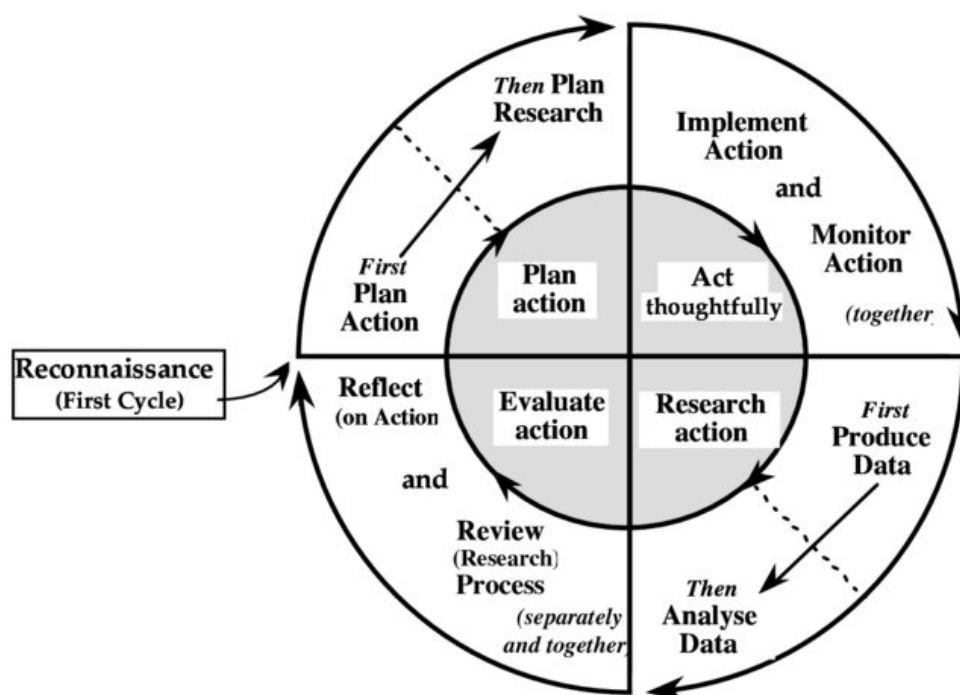 Then Plan
Research
First
Plan
Action
Implement
Action
and
Monitor
Action
(together
Plan
action
Act
thoughtfully
Reconnaissance
(First Cycle)
Reflect
(on Action
and
Review
(Research)
Process
(separately
and together)
Evaluate
action
Research
action
First
Produce
Data
Then
Analyse
Data